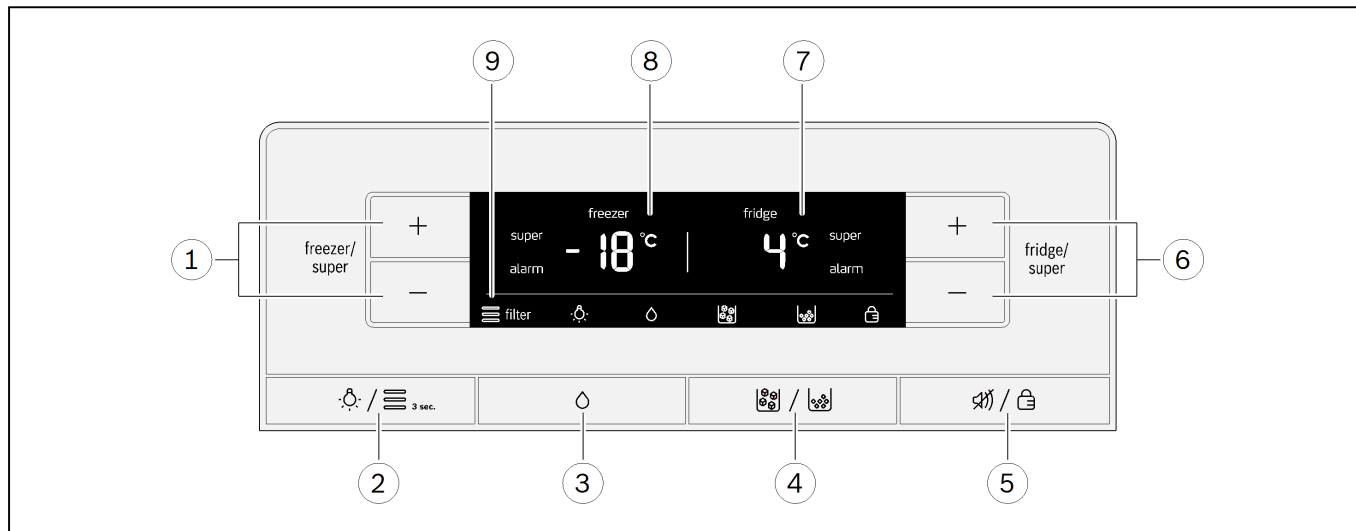 9 8 7
freezer fridge
+ super -18 °C 4 °C super +
1 freezer/ fridge/ 6
super super
alarm alarm
− −
filter
/ 3 sec. / /
2 3 4 5